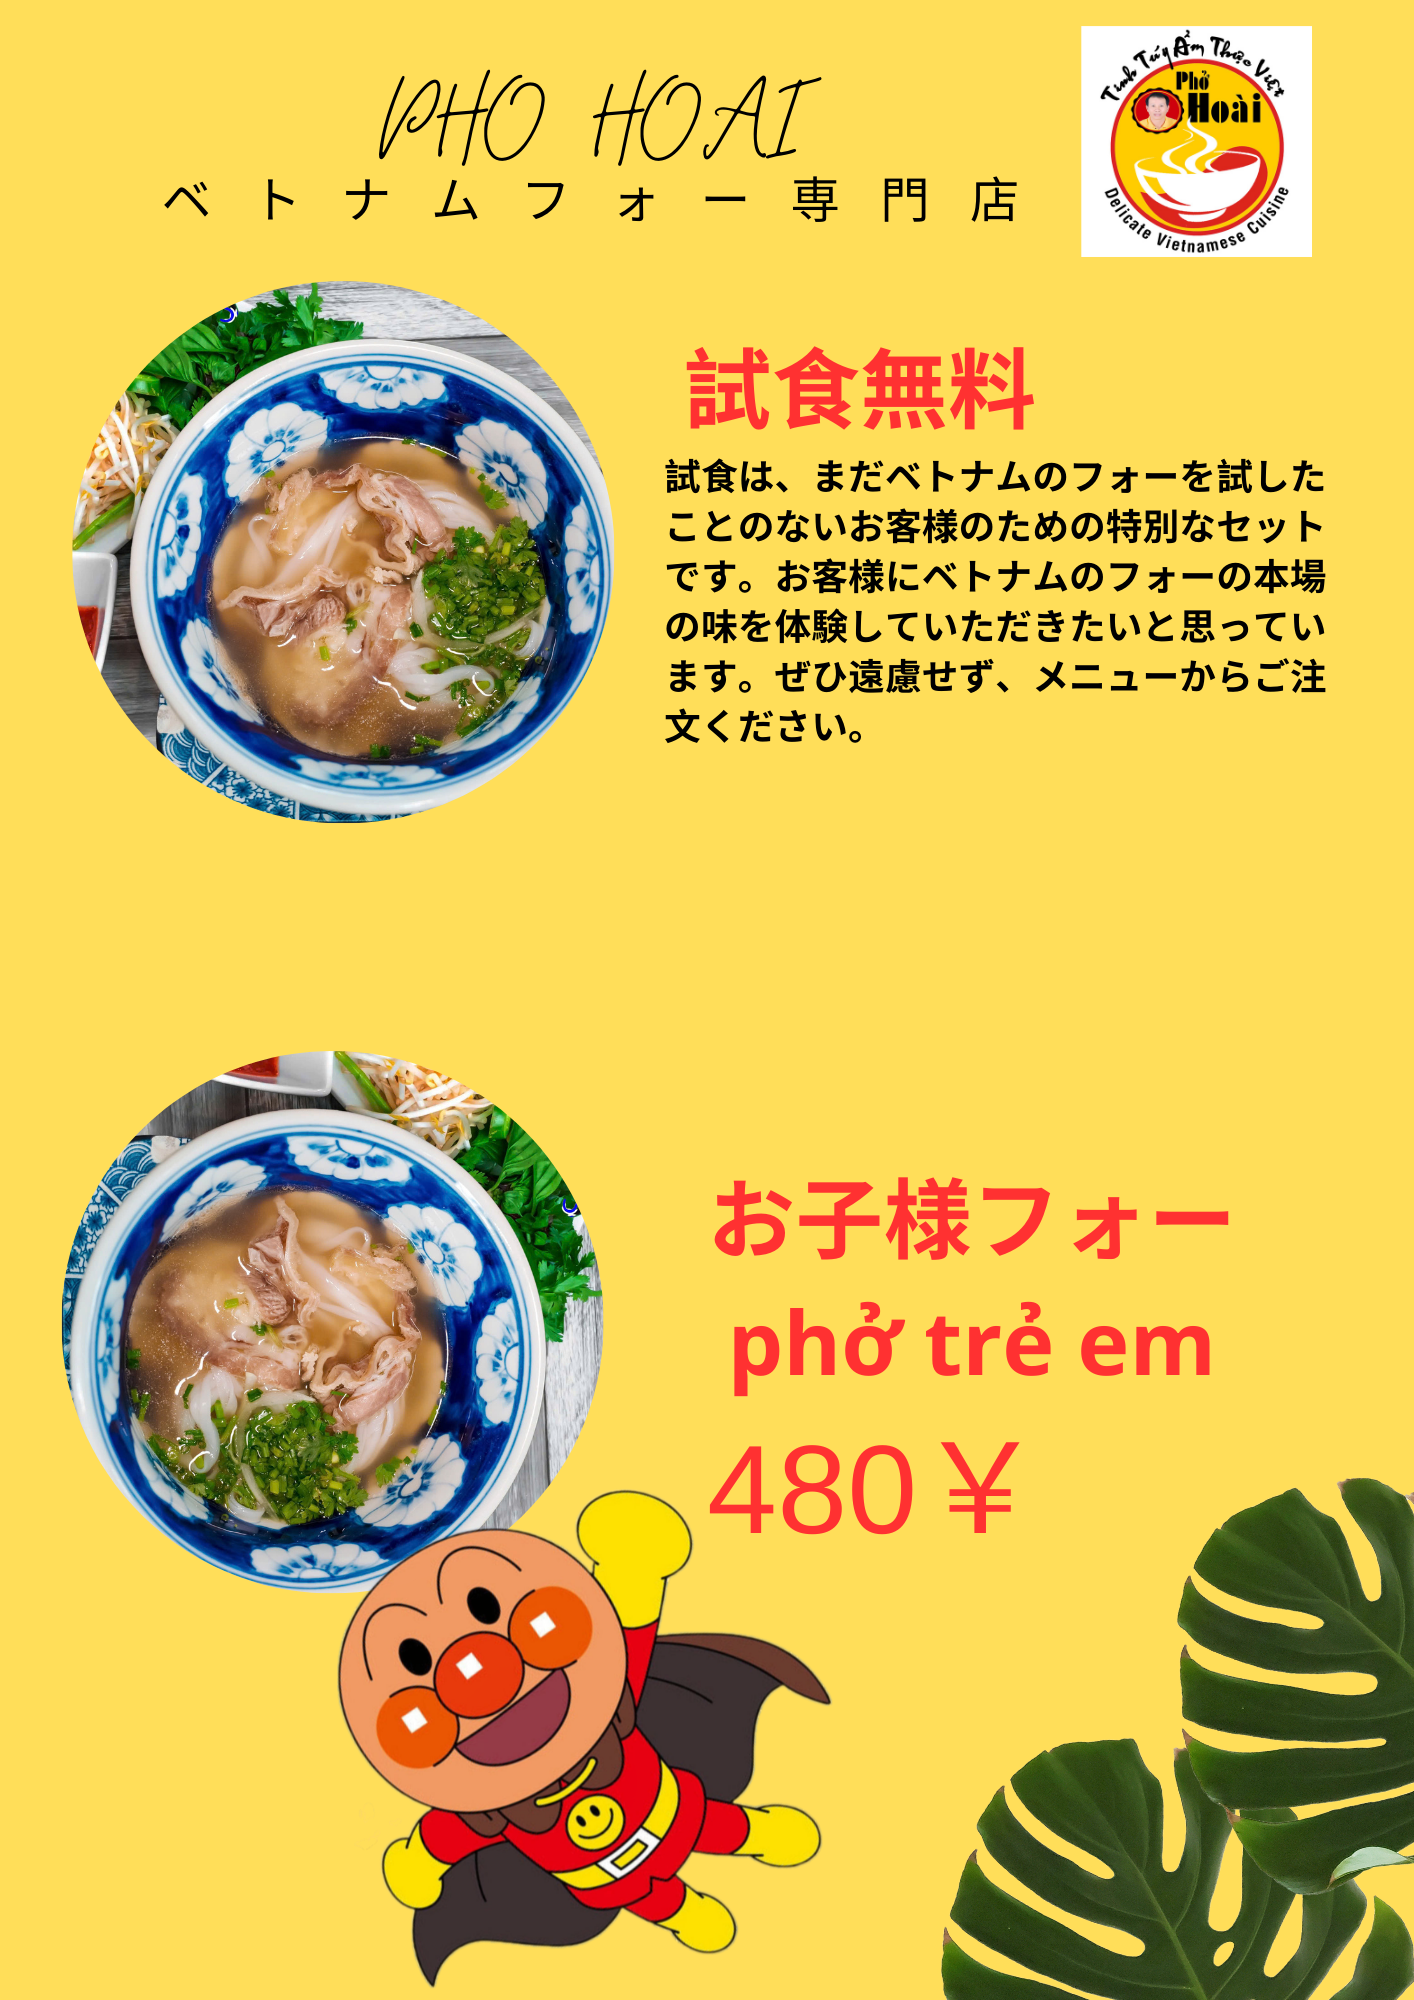 PHO HOAI
ベトナムフォー専門店
Tinh Túy Ẩm Thực Việt
Phở
Hoài
Delicate Vietnamese Cuisine
試食無料
試食は、まだベトナムのフォーを試した
ことのないお客様のための特別なセット
です。お客様にベトナムのフォーの本場
の味を体験していただきたいと思ってい
ます。ぜひ遠慮せず、メニューからご注
文ください。
お子様フォー
phở trẻ em
480￥